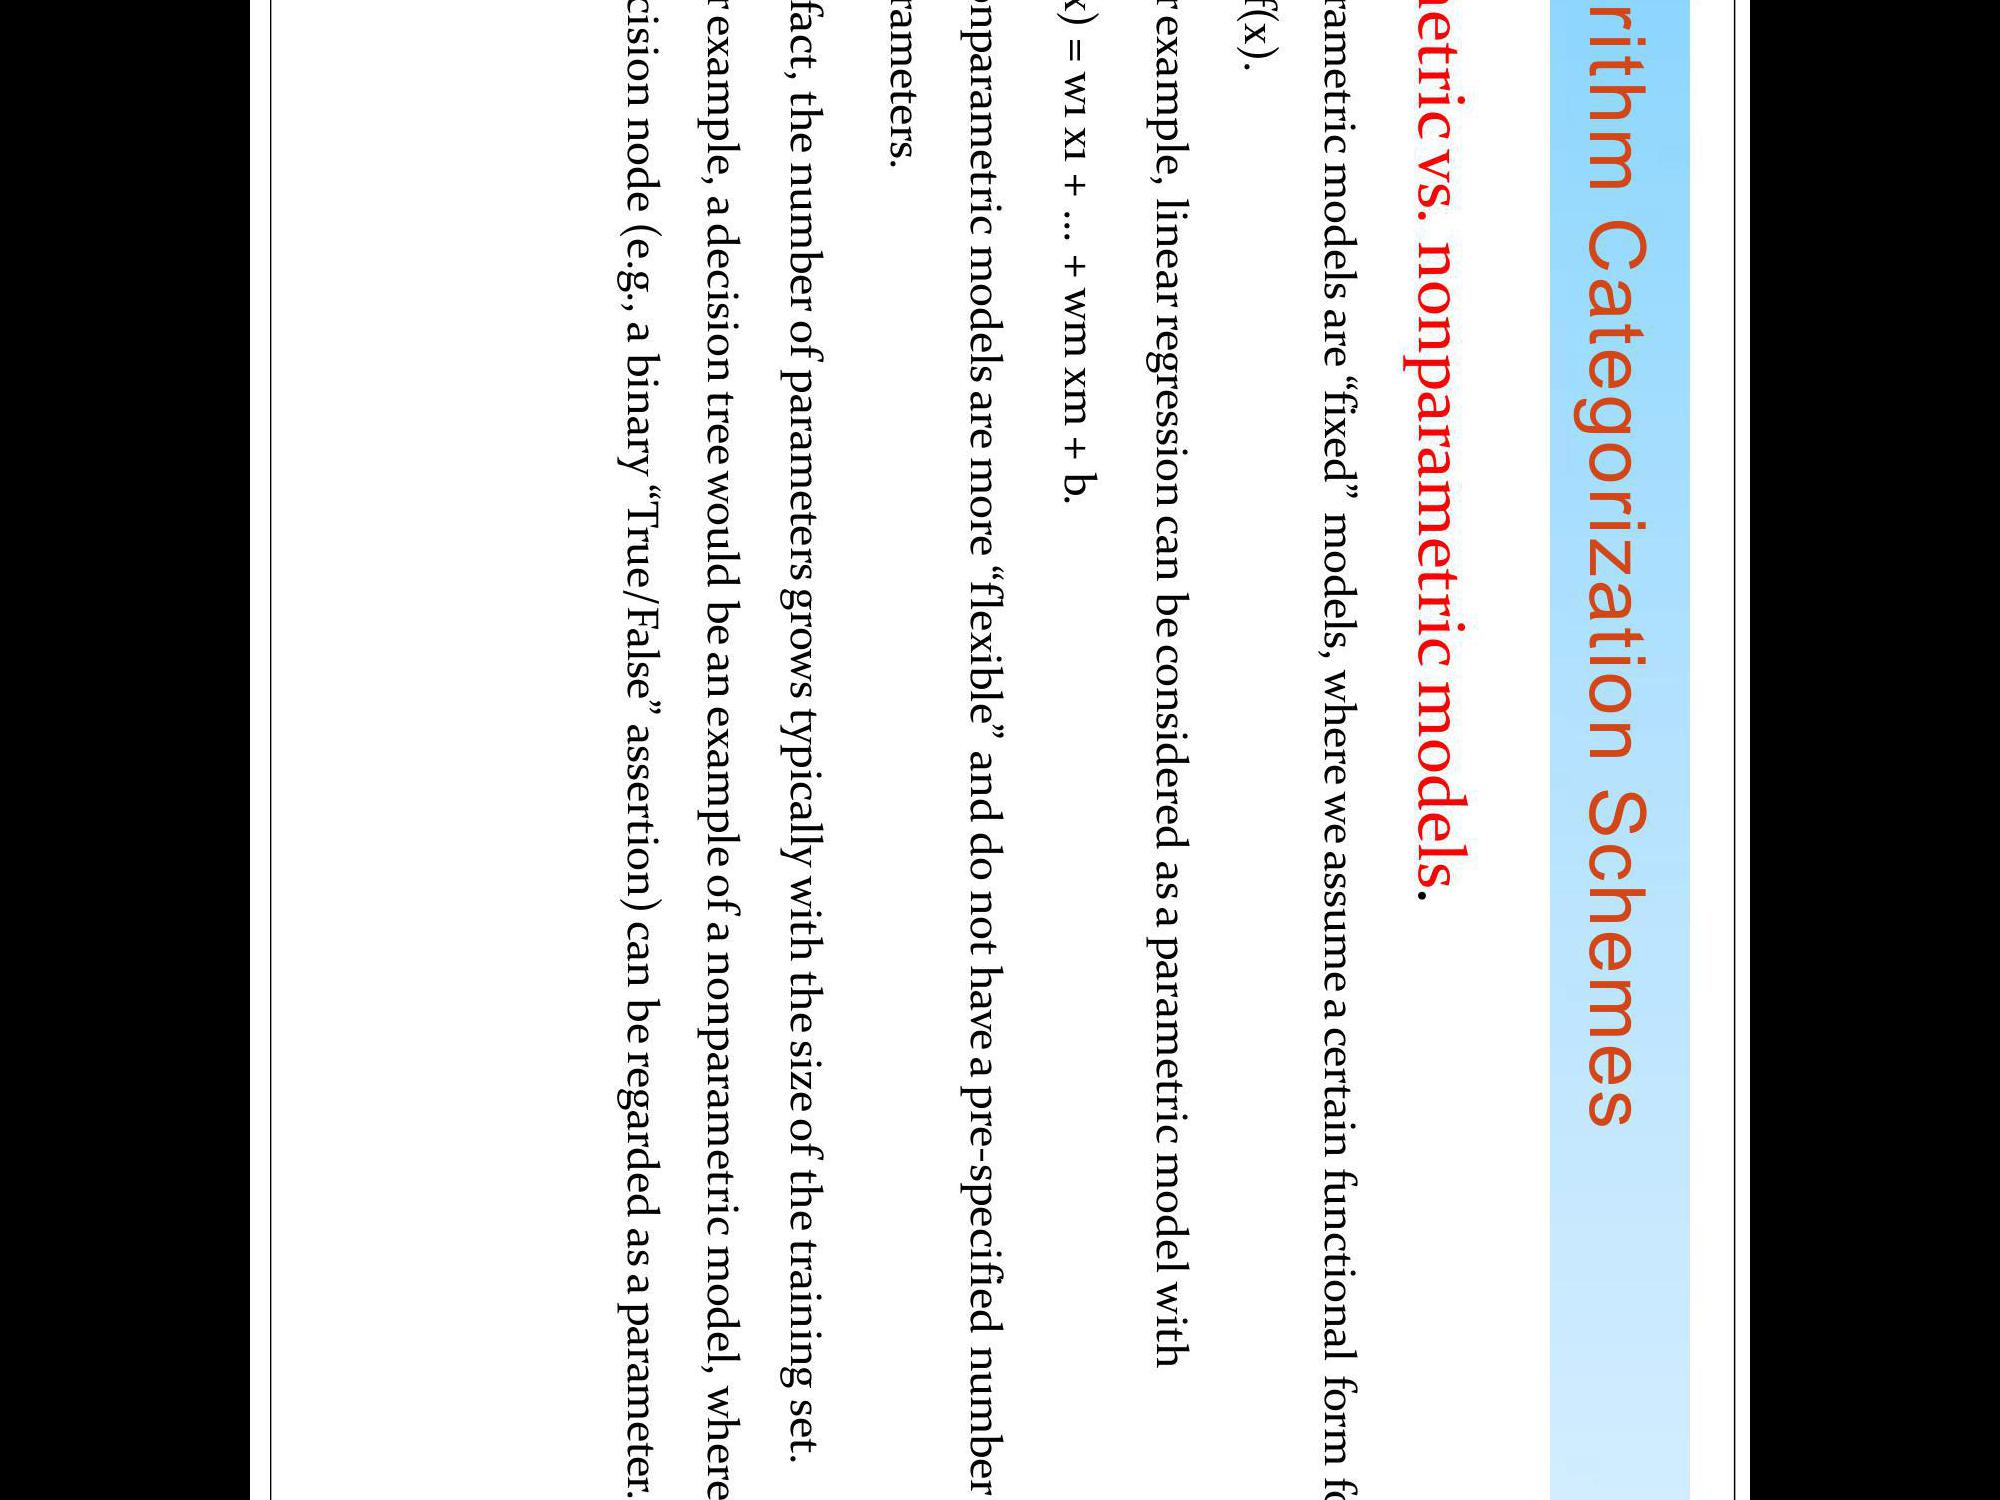 rithm Categorization Schemes
etric vs. nonparametric models.
rametric models are “fixed” models, where we assume a certain functional form fo
f(x).
r example, linear regression can be considered as a parametric model with
x) = w1 x1 + ... + wm xm + b.
onparametric models are more “flexible” and do not have a pre-specified number
rameters.
fact, the number of parameters grows typically with the size of the training set.
r example, a decision tree would be an example of a nonparametric model, where
cision node (e.g., a binary “True/False” assertion) can be regarded as a parameter.